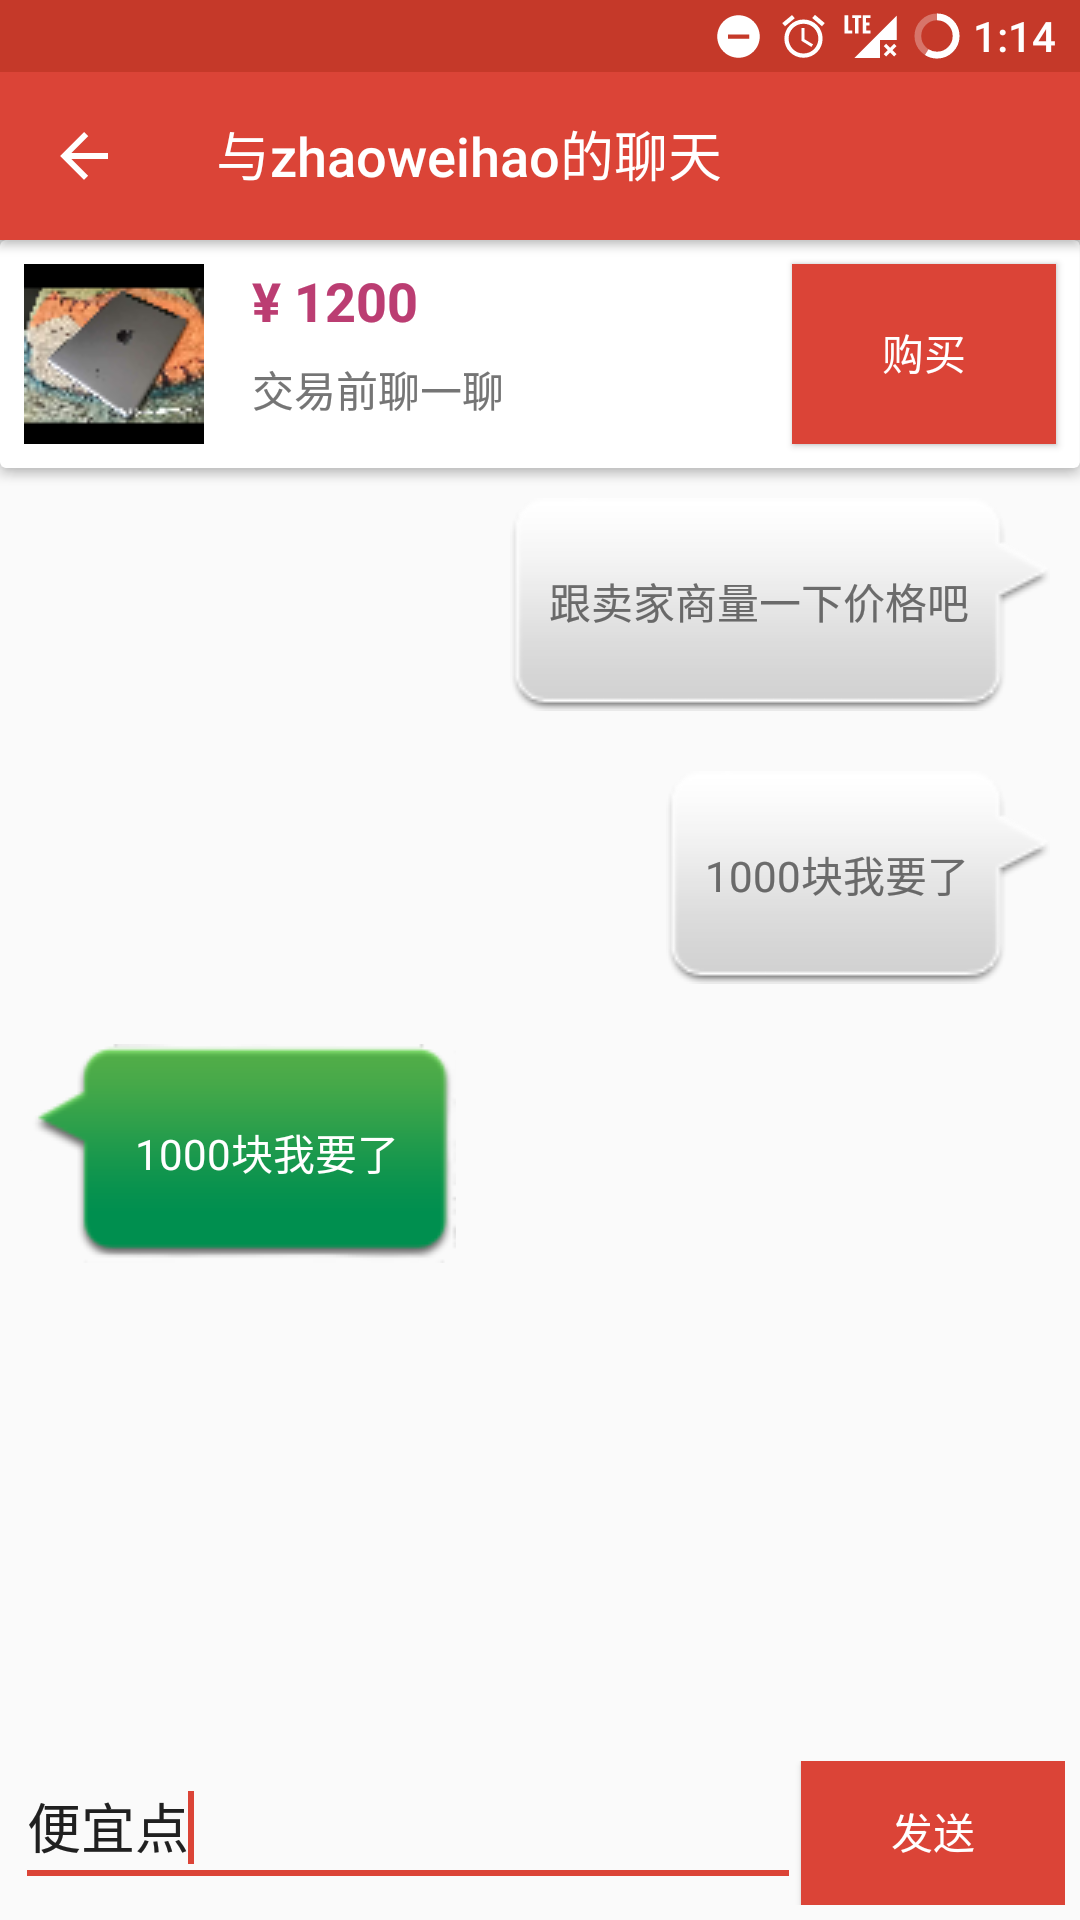 LTE 1:14
与zhaoweihao的聊天
¥ 1200
交易前聊一聊
购买
跟卖家商量一下价格吧
1000块我要了
1000块我要了
便宜点
发送